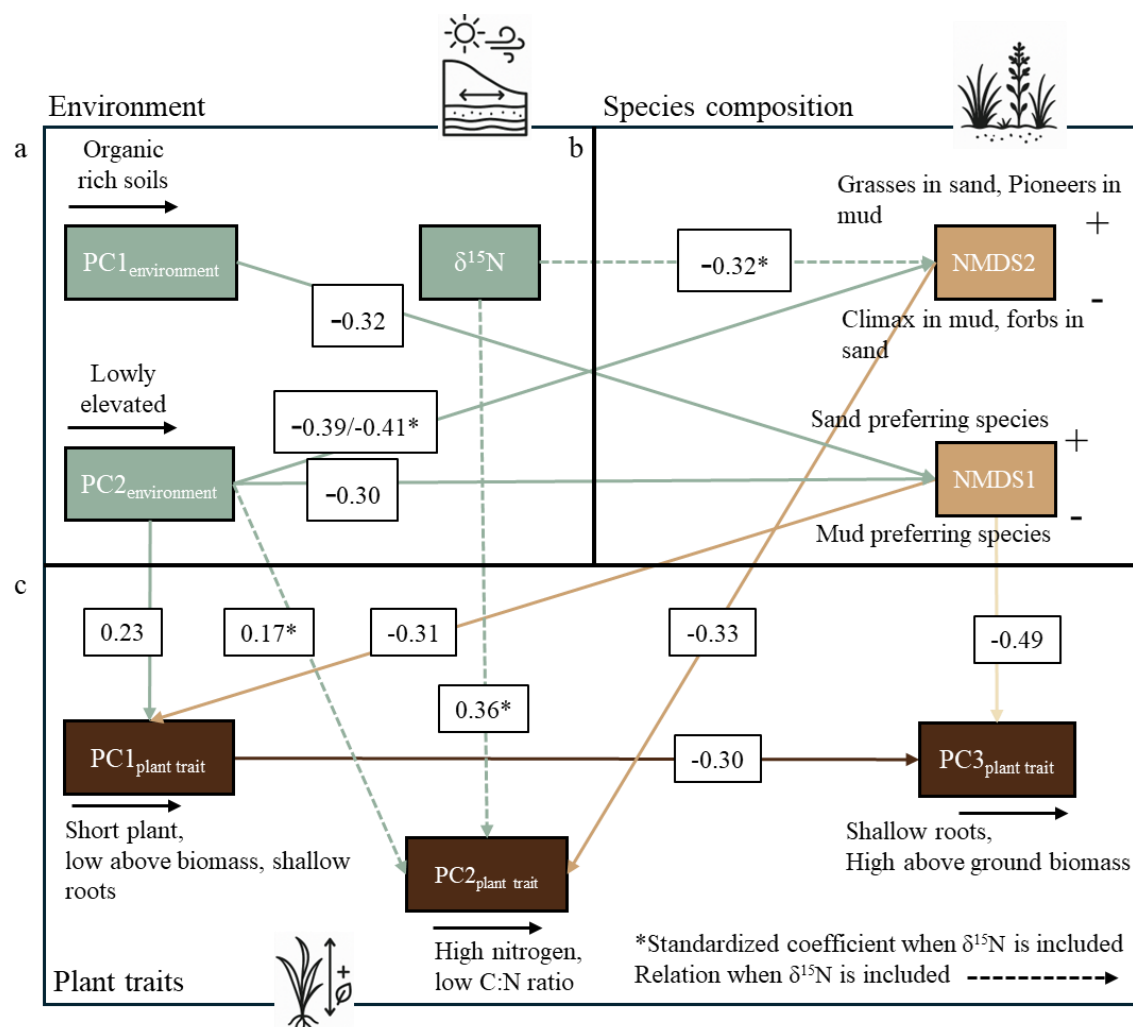 Environment
Species composition
a
b
Organic
rich soils
Grasses in sand, Pioneers in
mud
+
PC1environment
δ¹⁵N
-0.32*
NMDS2
-
-0.32
Climax in mud, forbs in
sand
Lowly
elevated
-0.39/-0.41*
Sand preferring species
+
PC2environment
-0.30
NMDS1
-
Mud preferring species
c
0.23
0.17*
-0.31
-0.33
-0.49
0.36*
PC1plant trait
-0.30
PC3plant trait
Short plant,
low above biomass, shallow
roots
Shallow roots,
High above ground biomass
PC2plant trait
High nitrogen,
low C:N ratio
*Standardized coefficient when δ¹⁵N is included
Relation when δ¹⁵N is included
Plant traits
+